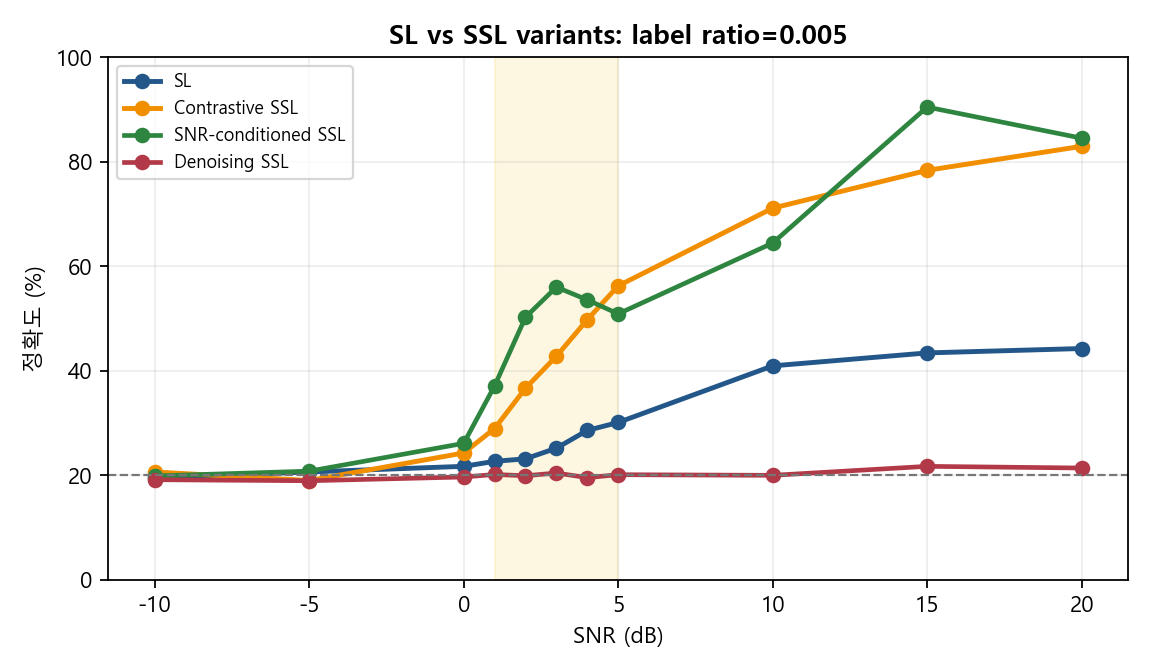 SL vs SSL variants: label ratio=0.005
100
80
60
40
20
0
정확도 (%)
SL
Contrastive SSL
SNR-conditioned SSL
Denoising SSL
-10 -5 0 5 10 15 20
SNR (dB)